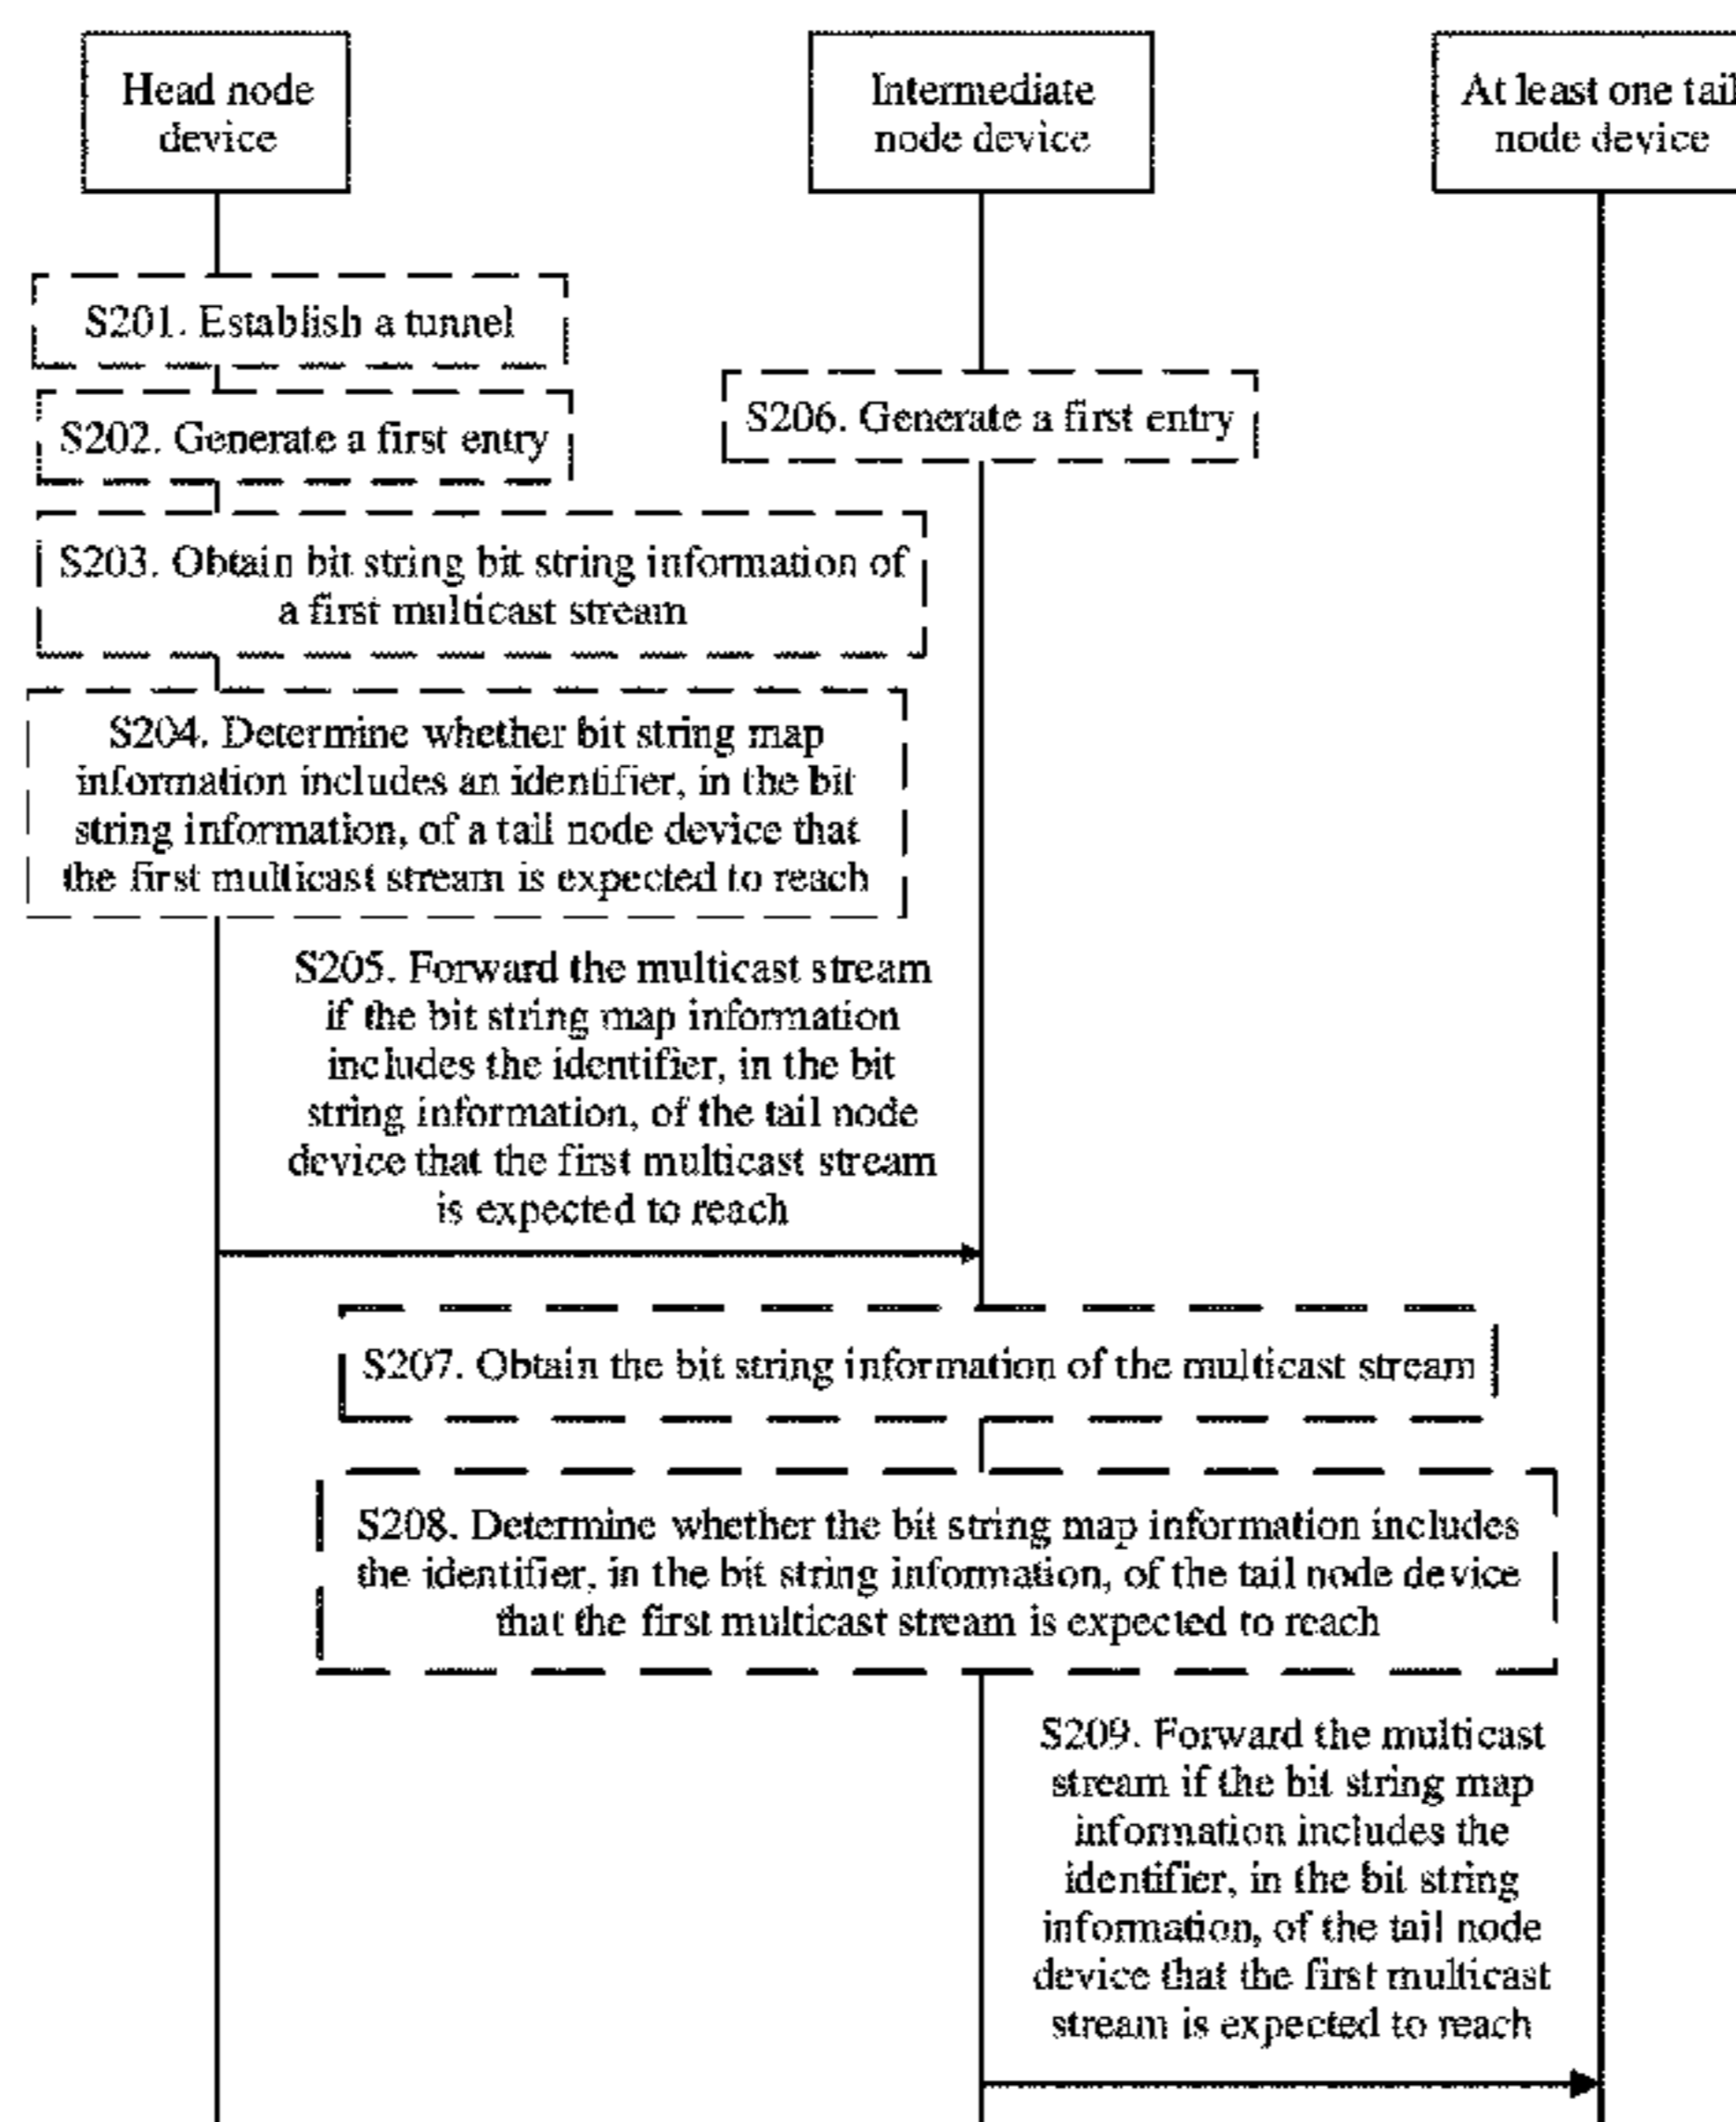 Head node
device
Intermediate
node device
At least one tail
node device
S201. Establish a tunnel
S202. Generate a first entry
S206. Generate a first entry
S203. Obtain bit string bit string information of
a first multicast stream
S204. Determine whether bit string map
information includes an identifier, in the bit
string information, of a tail node device that
the first multicast stream is expected to reach
S205. Forward the multicast stream
if the bit string map information
includes the identifier, in the bit
string information, of the tail node
device that the first multicast stream
is expected to reach
S207. Obtain the bit string information of the multicast stream
S208. Determine whether the bit string map information includes
the identifier, in the bit string information, of the tail node device
that the first multicast stream is expected to reach
S209. Forward the multicast
stream if the bit string map
information includes the
identifier, in the bit string
information, of the tail node
device that the first multicast
stream is expected to reach